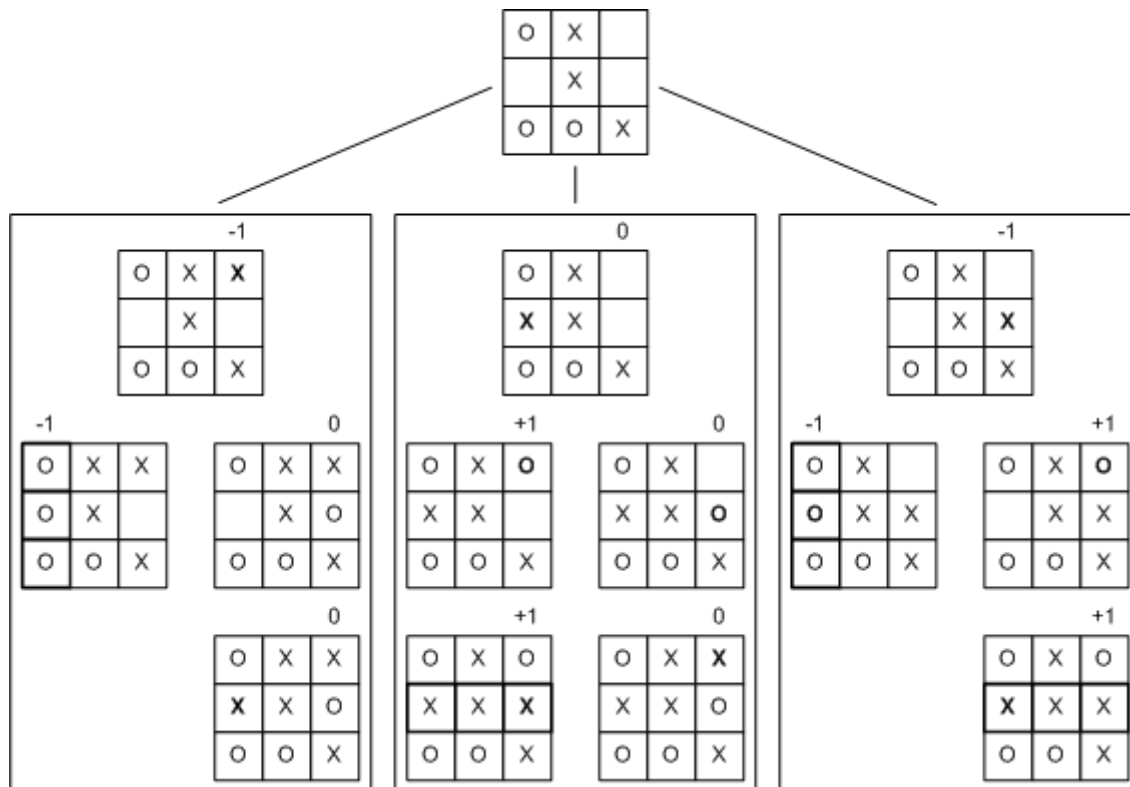 O X
X
O O X
-1 0 -1
O X X O X O X
X X X X X
O O X O O X O O X
-1 0 +1 0 -1 +1
O X X O X X O X O O X O X O X O
O X X O X X X X O O X X X X
O O X O O X O O X O O X O O X O O X
0 +1 0 +1
O X X O X O O X X O X O
X X O X X X X X O X X X
O O X O O X O O X O O X